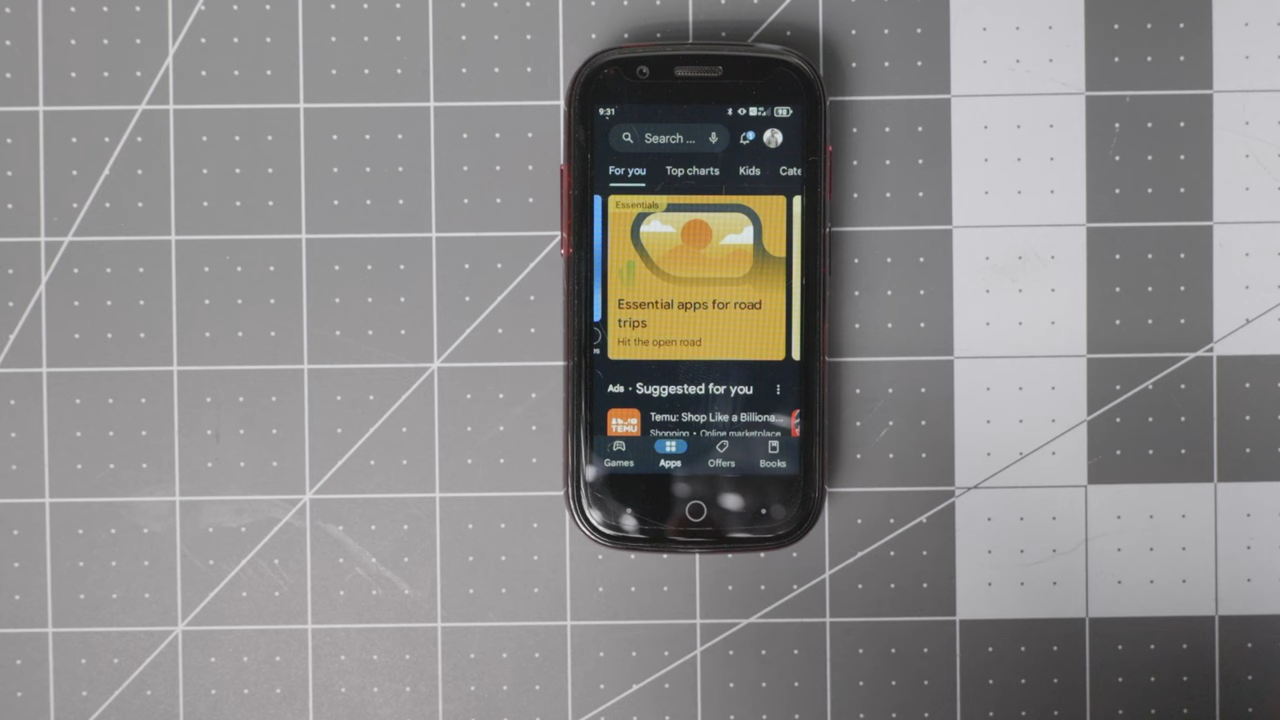 9:31
98
Search ...
For you
Top charts
Kids
Cate
Essentials
Essential apps for road
trips
Hit the open road
Ads · Suggested for you
TEMU
Temu: Shop Like a Billiona...
Shopping • Online marketplace
Games
Apps
Offers
Books